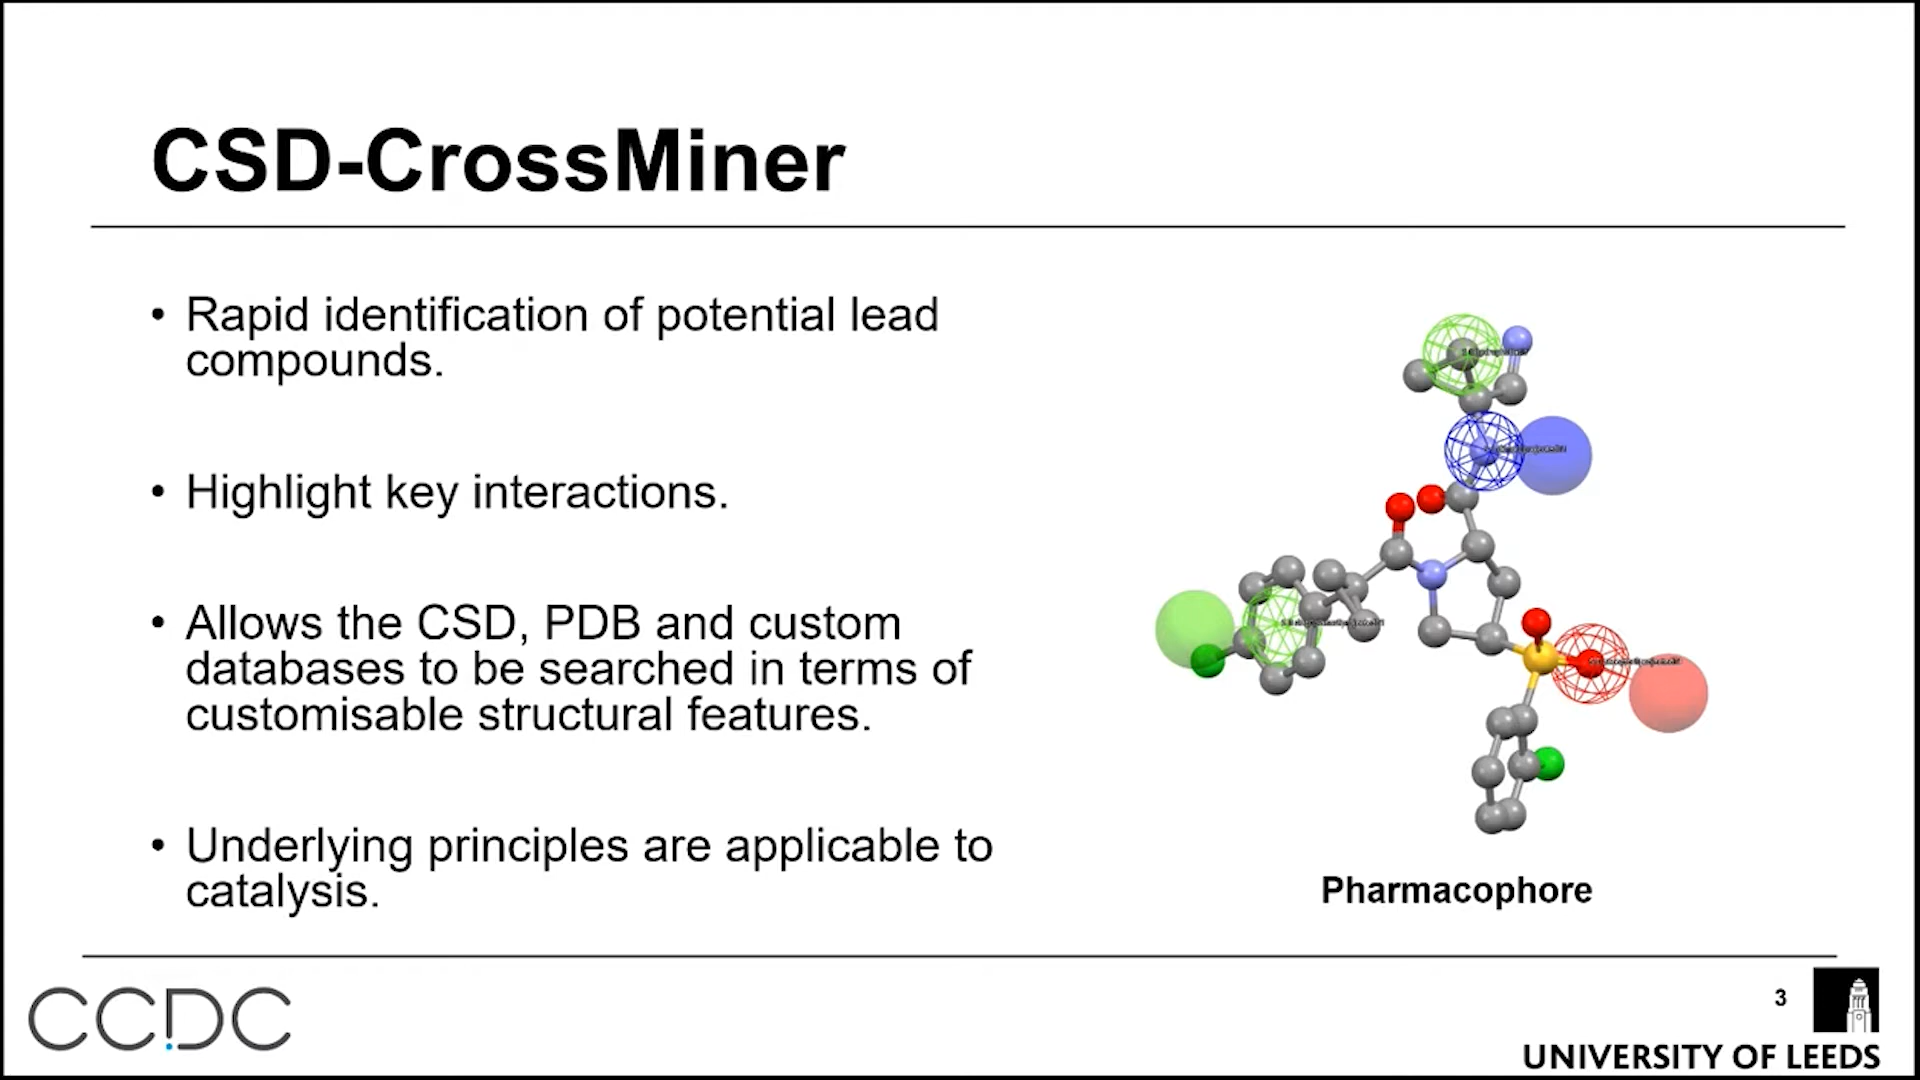 CSD-CrossMiner
• Rapid identification of potential lead
compounds.
• Highlight key interactions.
• Allows the CSD, PDB and custom
databases to be searched in terms of
customisable structural features.
• Underlying principles are applicable to
catalysis.
Pharmacophore
CCDC
3
UNIVERSITY OF LEEDS